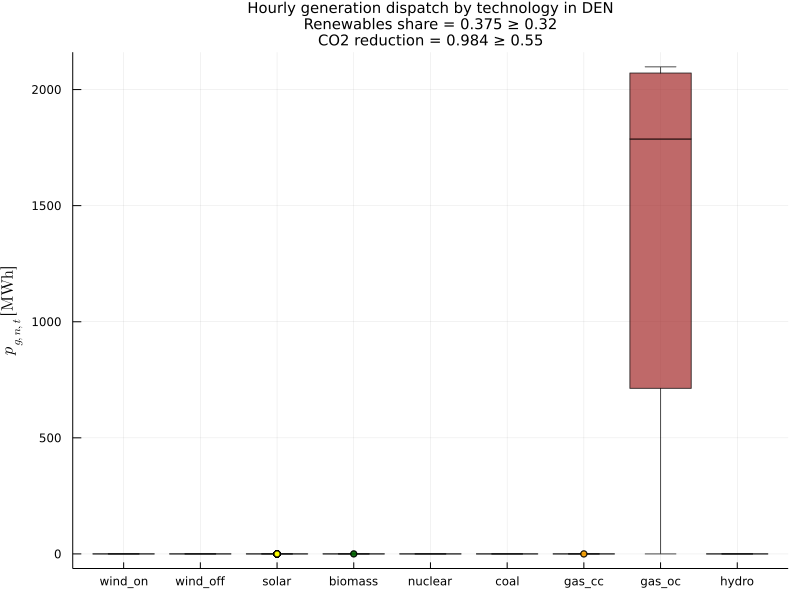 Hourly generation dispatch by technology in DEN
Renewables share = 0.375 ≥ 0.32
CO2 reduction = 0.984 ≥ 0.55
p g,n,t [MWh]
2000
1500
1000
500
0
wind_on wind_off solar biomass nuclear coal gas_cc gas_oc hydro